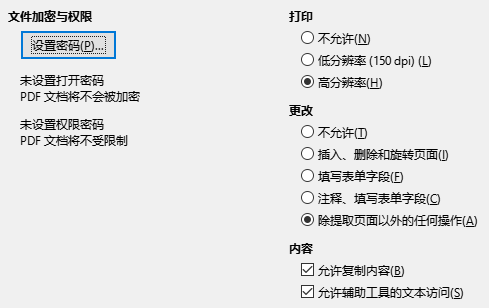 文件加密与权限
设置密码(P)...
未设置打开密码
PDF 文档将不会被加密
未设置权限密码
PDF 文档将不受限制
打印
不允许(N)
低分辨率 (150 dpi) (L)
高分辨率(H)
更改
不允许(T)
插入、删除和旋转页面(I)
填写表单字段(F)
注释、填写表单字段(C)
除提取页面以外的任何操作(A)
内容
允许复制内容(B)
允许辅助工具的文本访问(S)